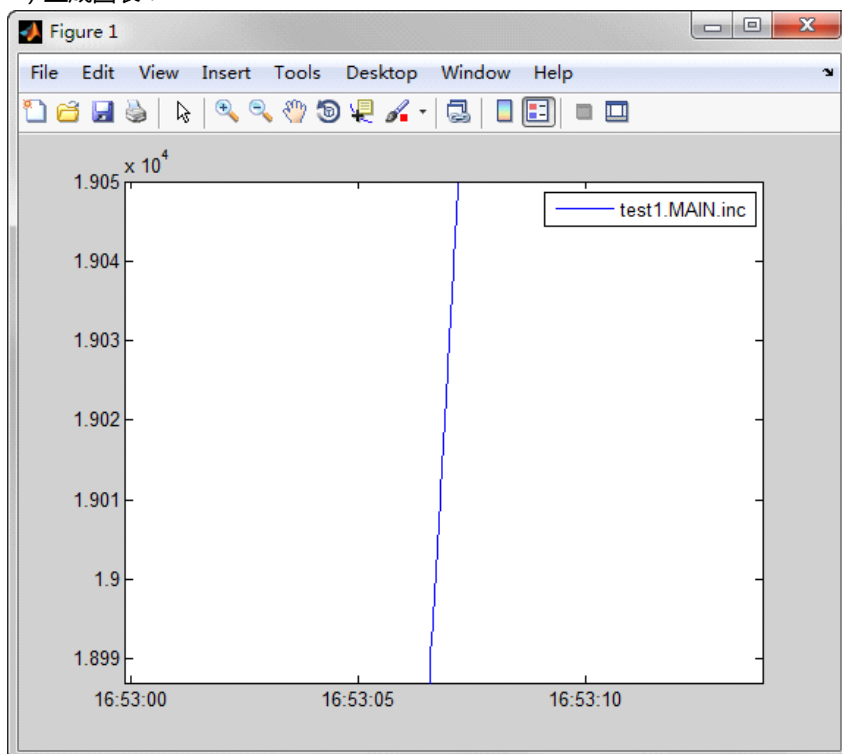 Figure 1
File Edit View Insert Tools Desktop Window Help
x 10^4
1.905
test1.MAIN.inc
1.904
1.903
1.902
1.901
1.9
1.899
16:53:00 16:53:05 16:53:10